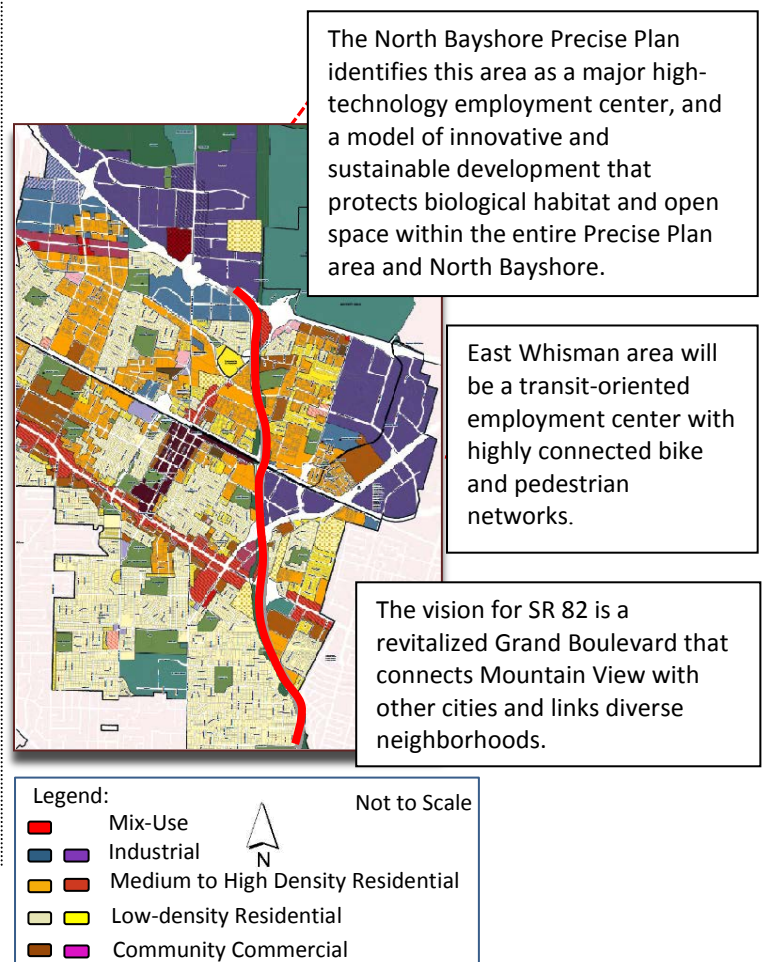 The North Bayshore Precise Plan
identifies this area as a major high-
technology employment center, and
a model of innovative and
sustainable development that
protects biological habitat and open
space within the entire Precise Plan
area and North Bayshore.
East Whisman area will
be a transit-oriented
employment center with
highly connected bike
and pedestrian
networks.
The vision for SR 82 is a
revitalized Grand Boulevard that
connects Mountain View with
other cities and links diverse
neighborhoods.
Legend:
Not to Scale
N
Mix-Use
Industrial
Medium to High Density Residential
Low-density Residential
Community Commercial